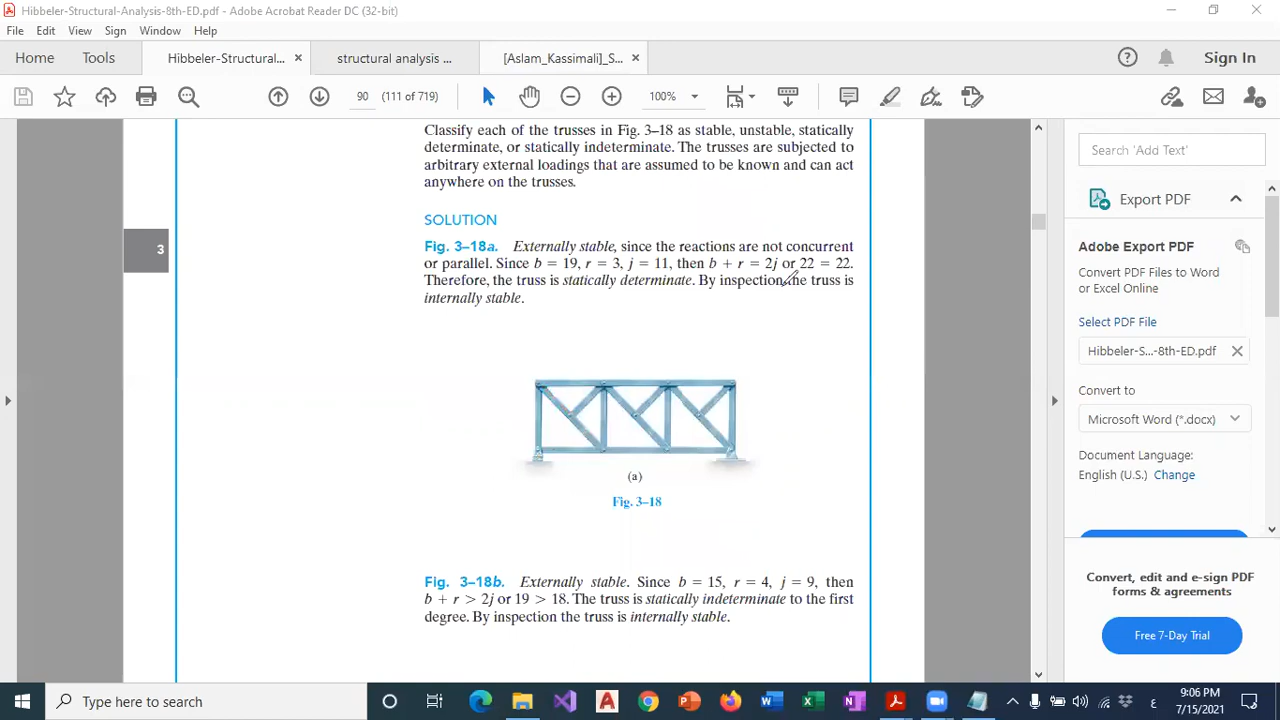 Hibbeler-Structural-Analysis-8th-ED.pdf - Adobe Acrobat Reader DC (32-bit)
File Edit View Sign Window Help
Home Tools Hibbeler-Structural... structural analysis ... [Aslam_Kassimali]_S...
Sign In
90 (111 of 719) 100%
Classify each of the trusses in Fig. 3–18 as stable, unstable, statically
determinate, or statically indeterminate. The trusses are subjected to
arbitrary external loadings that are assumed to be known and can act
anywhere on the trusses.
SOLUTION
3
Fig. 3–18a. Externally stable, since the reactions are not concurrent
or parallel. Since b = 19, r = 3, j = 11, then b + r = 2j or 22 = 22.
Therefore, the truss is statically determinate. By inspection the truss is
internally stable.
(a)
Fig. 3–18
Fig. 3–18b. Externally stable. Since b = 15, r = 4, j = 9, then
b + r > 2j or 19 > 18. The truss is statically indeterminate to the first
degree. By inspection the truss is internally stable.
Search 'Add Text'
Export PDF
Adobe Export PDF
Convert PDF Files to Word
or Excel Online
Select PDF File
Hibbeler-S...-8th-ED.pdf
Convert to
Microsoft Word (*.docx)
Document Language:
English (U.S.) Change
Convert, edit and e-sign PDF
forms & agreements
Free 7-Day Trial
Type here to search
ع
9:06 PM
7/15/2021